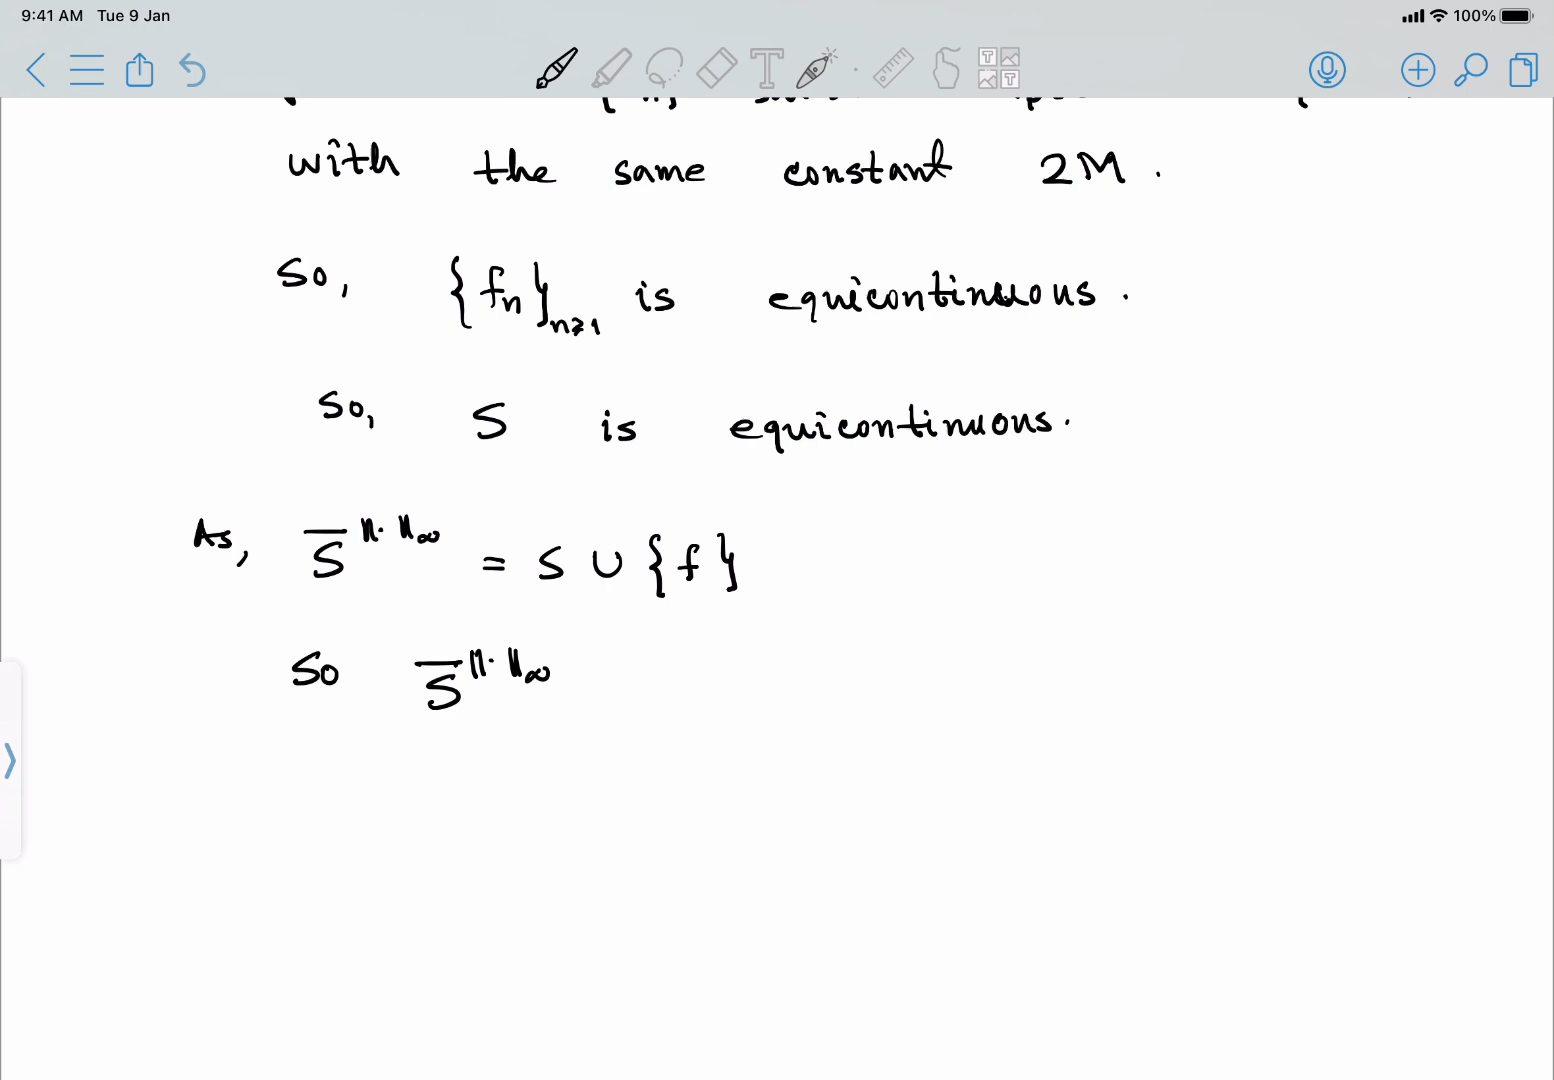 9:41 AM Tue 9 Jan 100%
with the same constant 2M.
So, {fn}n≥1 is equicontinuous.
So, S is equicontinuous.
As, S̅^||·||∞ = S ∪ {f}
So S̅^||·||∞